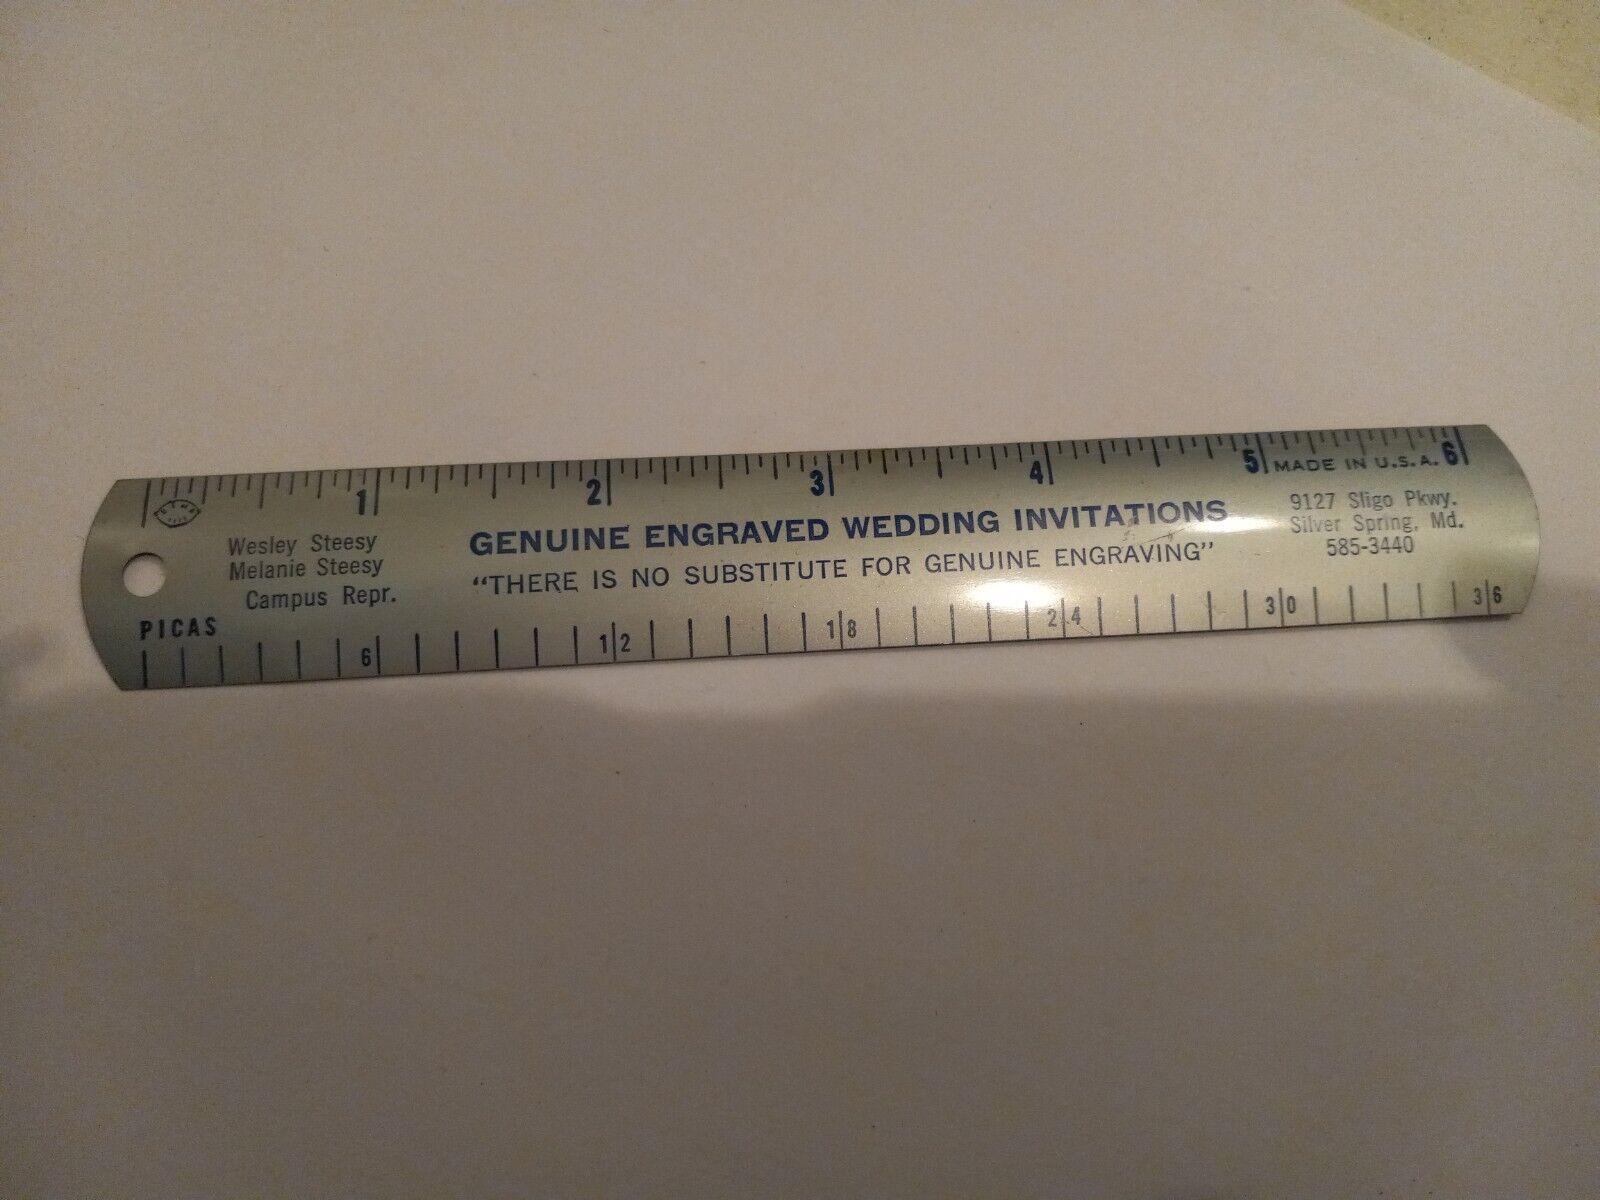 1 2 3 4 5 MADE IN U.S.A. 6
Wesley Steesy
Melanie Steesy
Campus Repr.
GENUINE ENGRAVED WEDDING INVITATIONS
“THERE IS NO SUBSTITUTE FOR GENUINE ENGRAVING”
9127 Sligo Pkwy.
Silver Spring, Md.
585-3440
PICAS
6 12 18 24 30 36